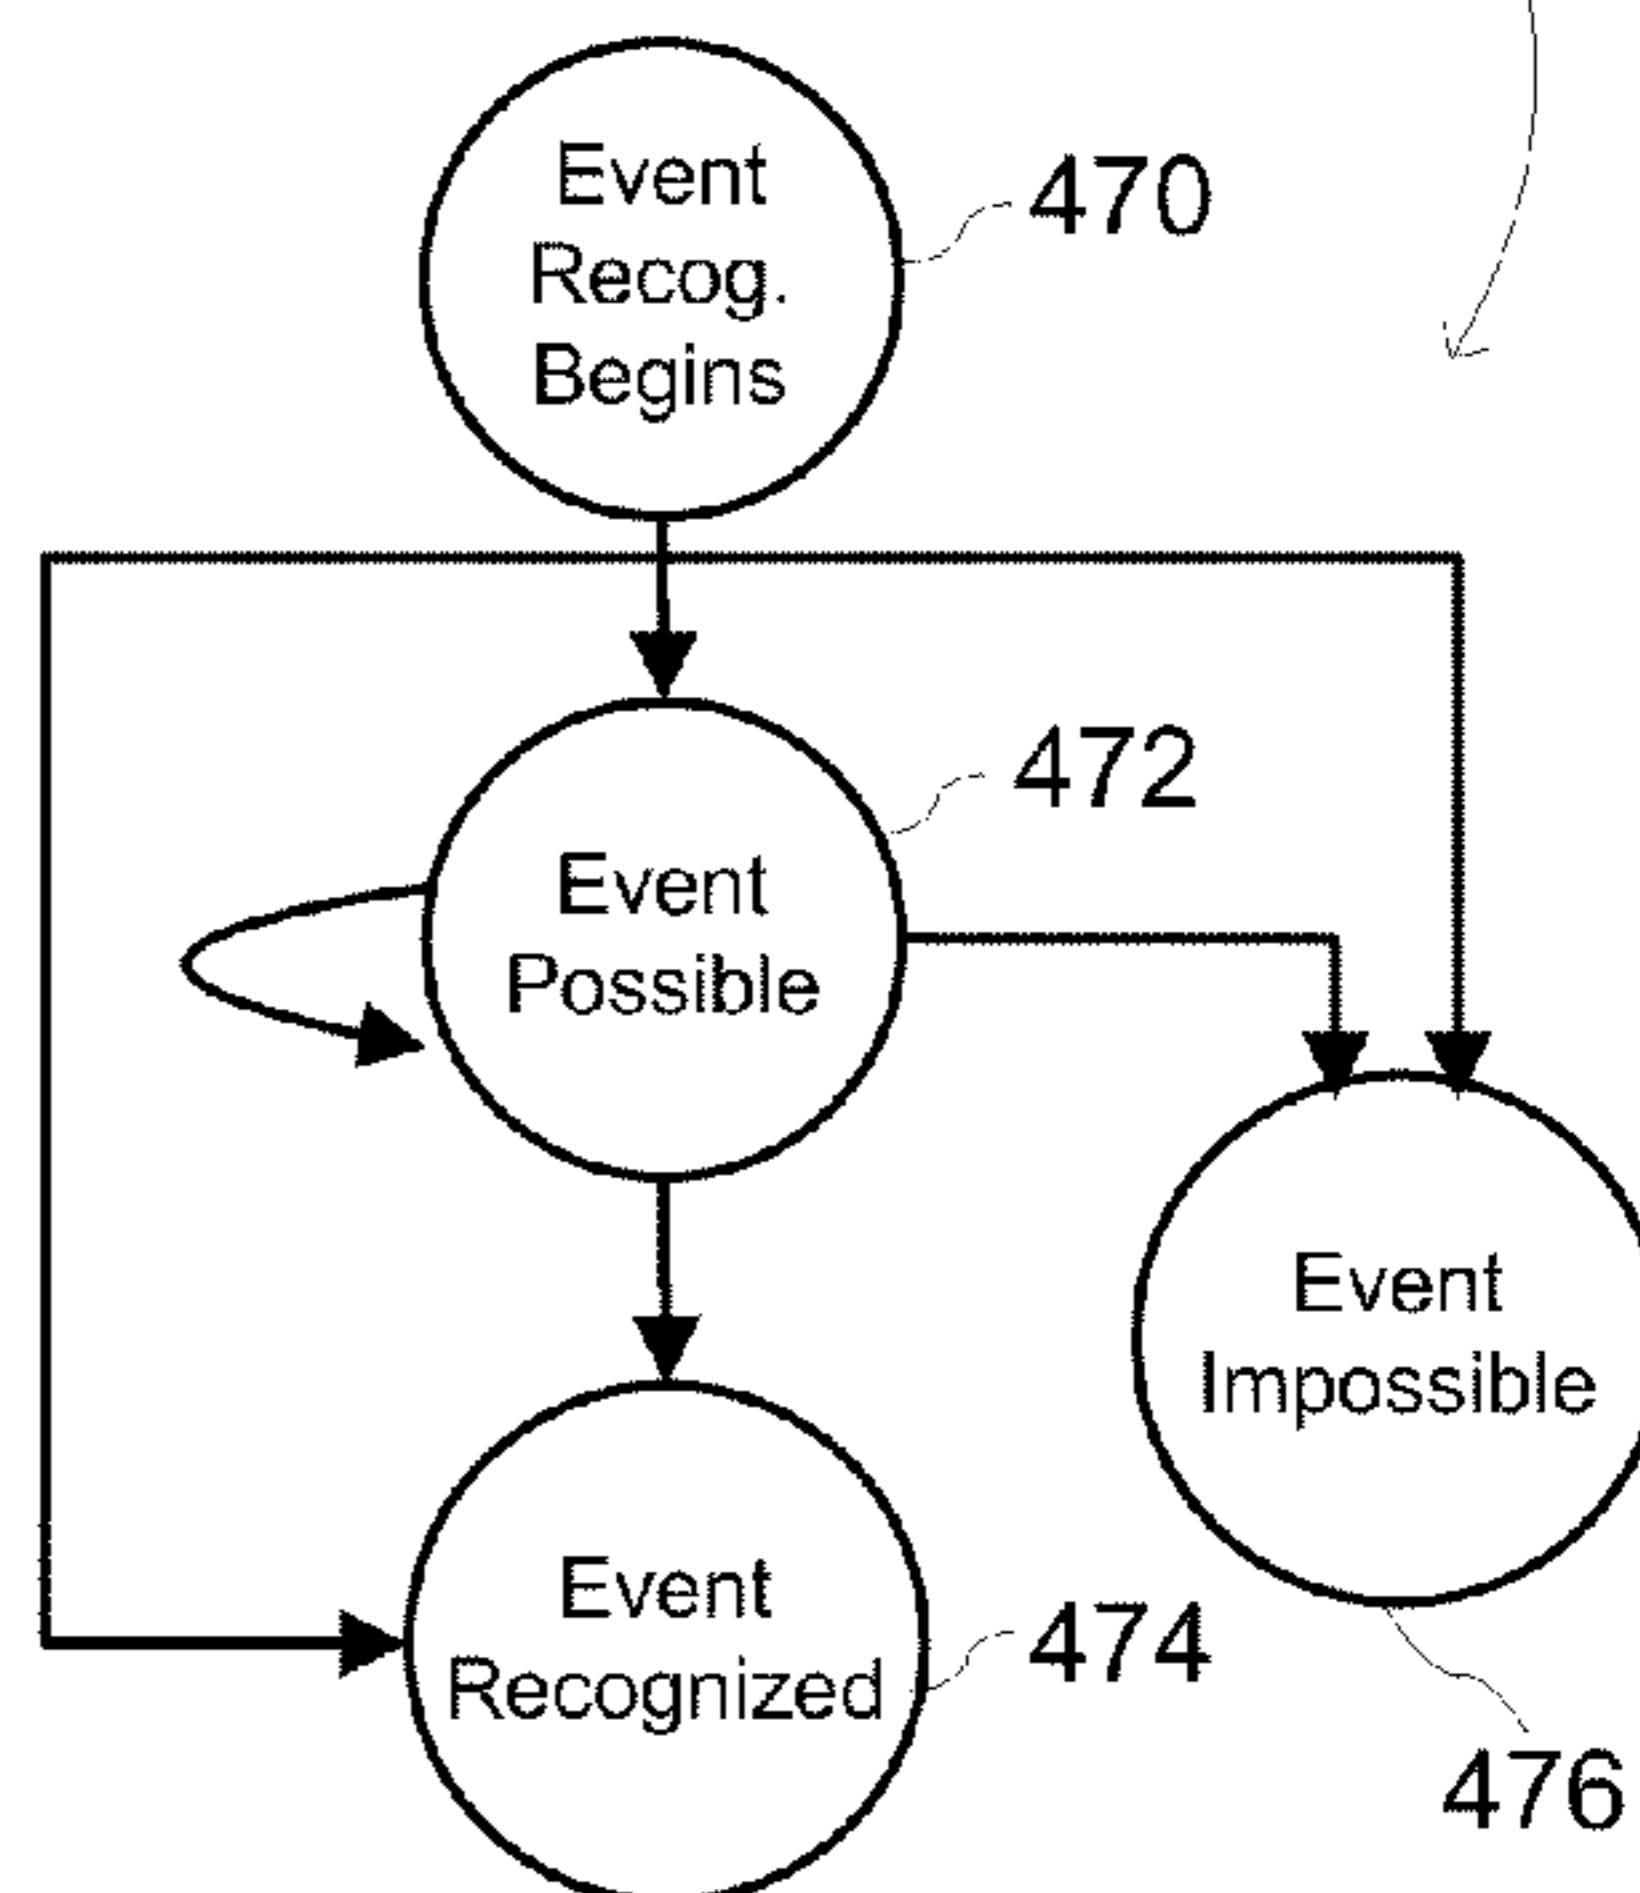 Event
Recog.
Begins
470
472
Event
Possible
Event
Impossible
Event
Recognized
474
476